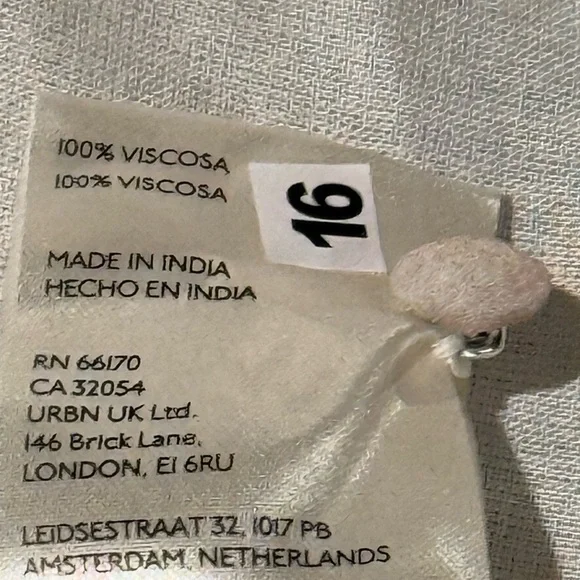 100% VISCOSA
100% VISCOSA
16
MADE IN INDIA
HECHO EN INDIA
RN 66170
CA 32054
URBN UK Ltd.
146 Brick Lane,
LONDON, E1 6RU
LEIDSESTRAAT 32, 1017 PB
AMSTERDAM, NETHERLANDS